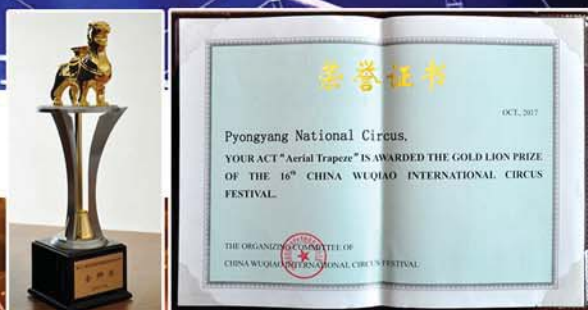 荣誉证书
OCT., 2017
Pyongyang National Circus,
YOUR ACT "Aerial Trapeze" IS AWARDED THE GOLD LION PRIZE
OF THE 16th CHINA WUQIAO INTERNATIONAL CIRCUS
FESTIVAL.
THE ORGANIZING COMMITTEE OF
CHINA WUQIAO INTERNATIONAL CIRCUS FESTIVAL
金狮奖